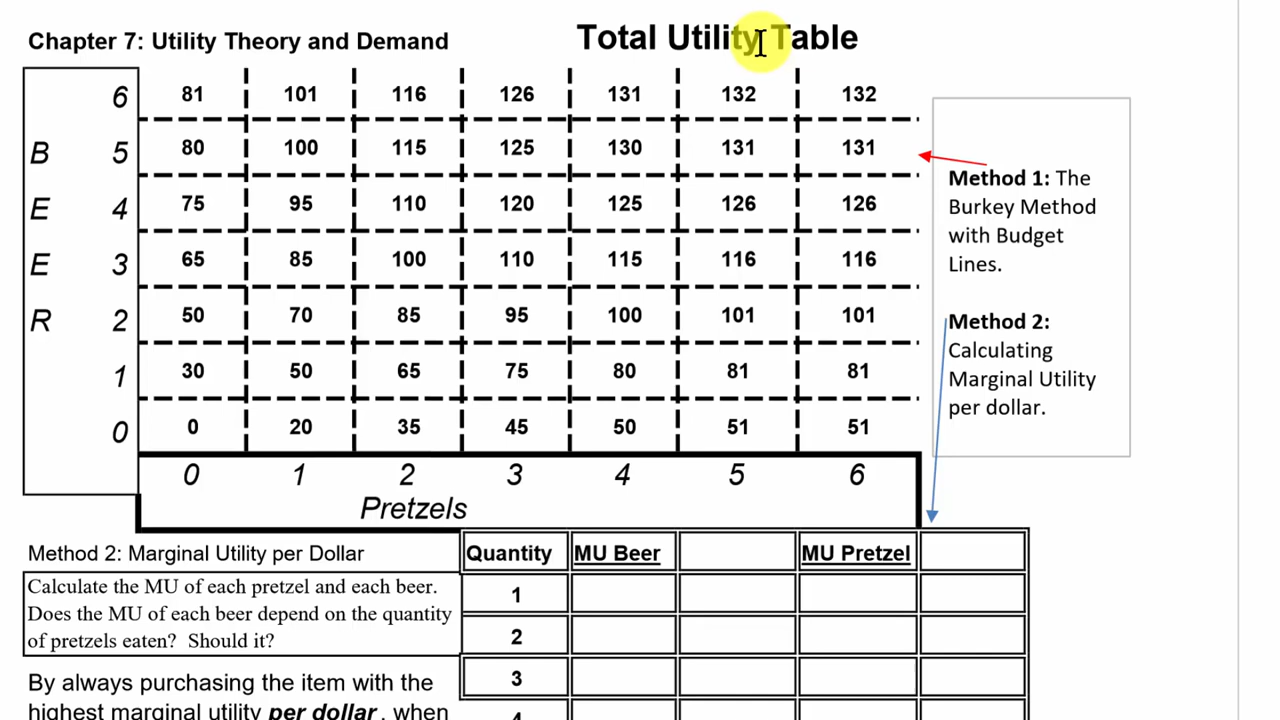 Chapter 7: Utility Theory and Demand
Total Utility Table
6 81 101 116 126 131 132 132
B 5 80 100 115 125 130 131 131
E 4 75 95 110 120 125 126 126
E 3 65 85 100 110 115 116 116
R 2 50 70 85 95 100 101 101
1 30 50 65 75 80 81 81
0 0 20 35 45 50 51 51
0 1 2 3 4 5 6
Pretzels
Method 1: The
Burkey Method
with Budget
Lines.
Method 2:
Calculating
Marginal Utility
per dollar.
Method 2: Marginal Utility per Dollar
Calculate the MU of each pretzel and each beer.
Does the MU of each beer depend on the quantity
of pretzels eaten? Should it?
By always purchasing the item with the
highest marginal utility per dollar, when
Quantity MU Beer MU Pretzel
1
2
3
4